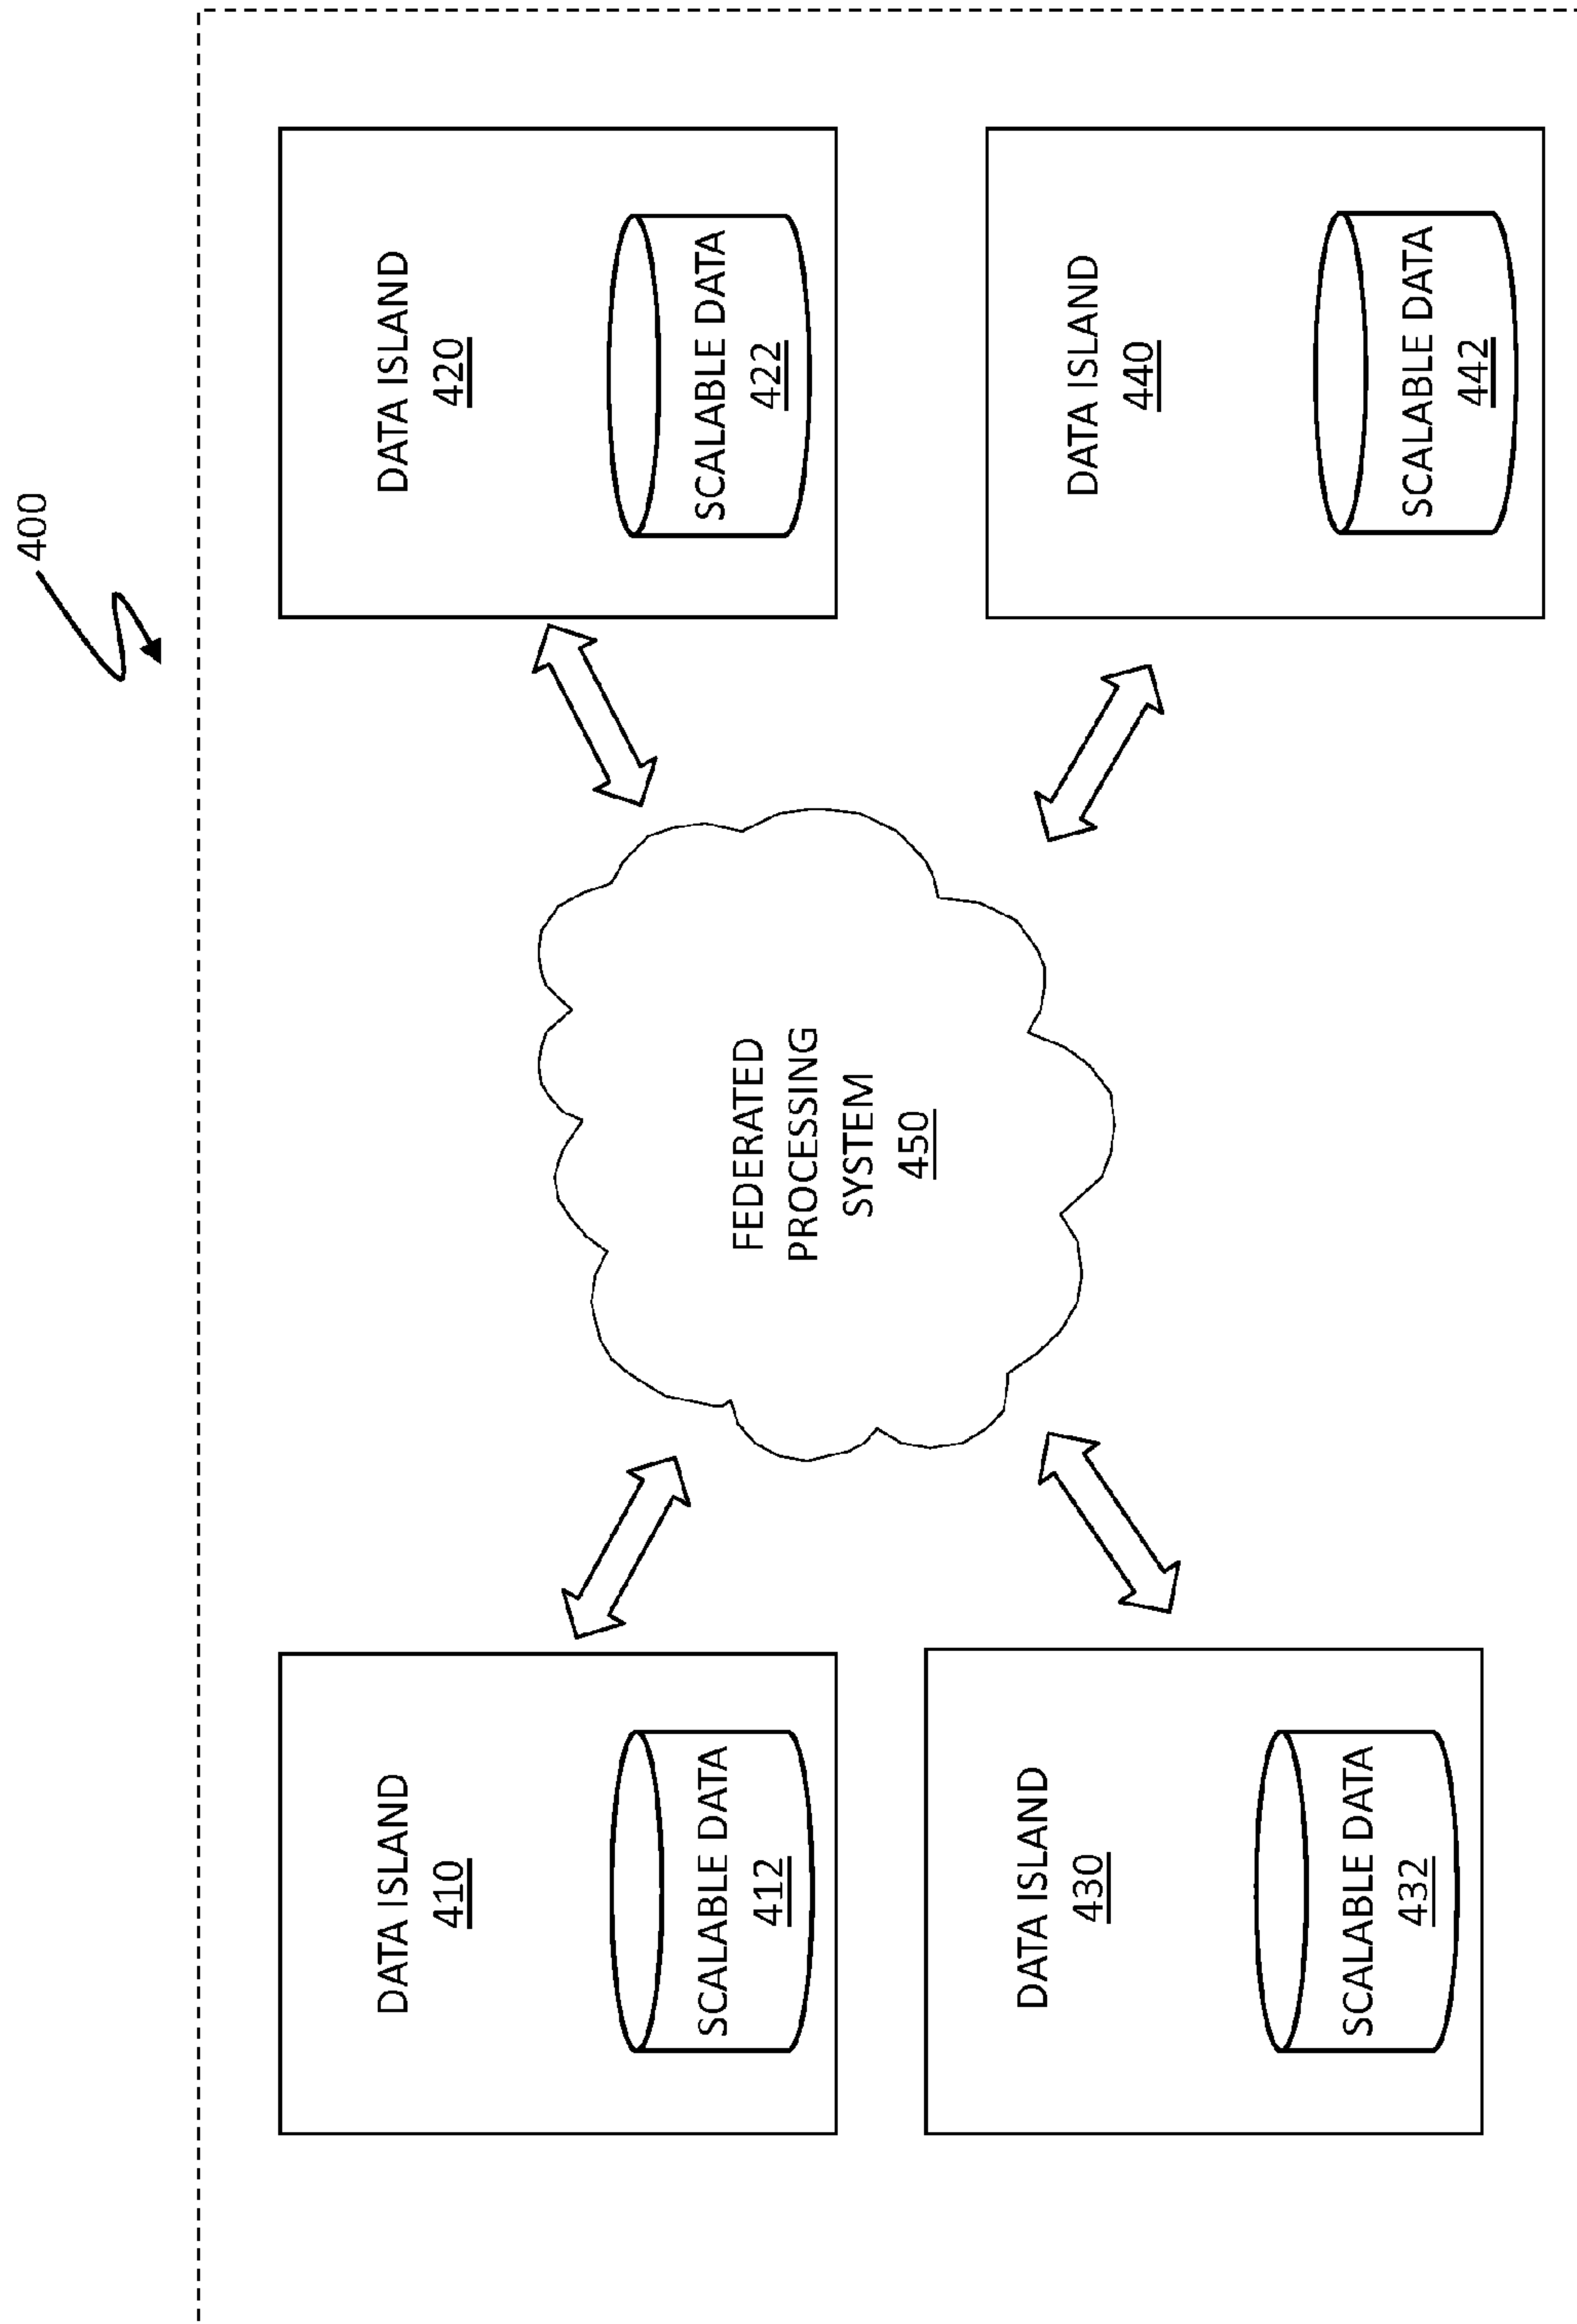 400
DATA ISLAND
410
SCALABLE DATA
412
DATA ISLAND
420
SCALABLE DATA
422
FEDERATED
PROCESSING
SYSTEM
450
DATA ISLAND
430
SCALABLE DATA
432
DATA ISLAND
440
SCALABLE DATA
442